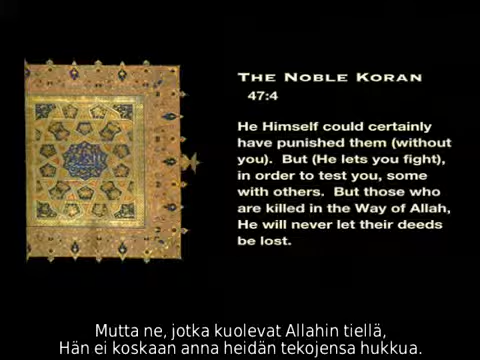 THE NOBLE KORAN
47:4
He Himself could certainly
have punished them (without
you). But (He lets you fight),
in order to test you, some
with others. But those who
are killed in the Way of Allah,
He will never let their deeds
be lost.
Mutta ne, jotka kuolevat Allahin tiellä,
Hän ei koskaan anna heidän tekojensa hukkua.